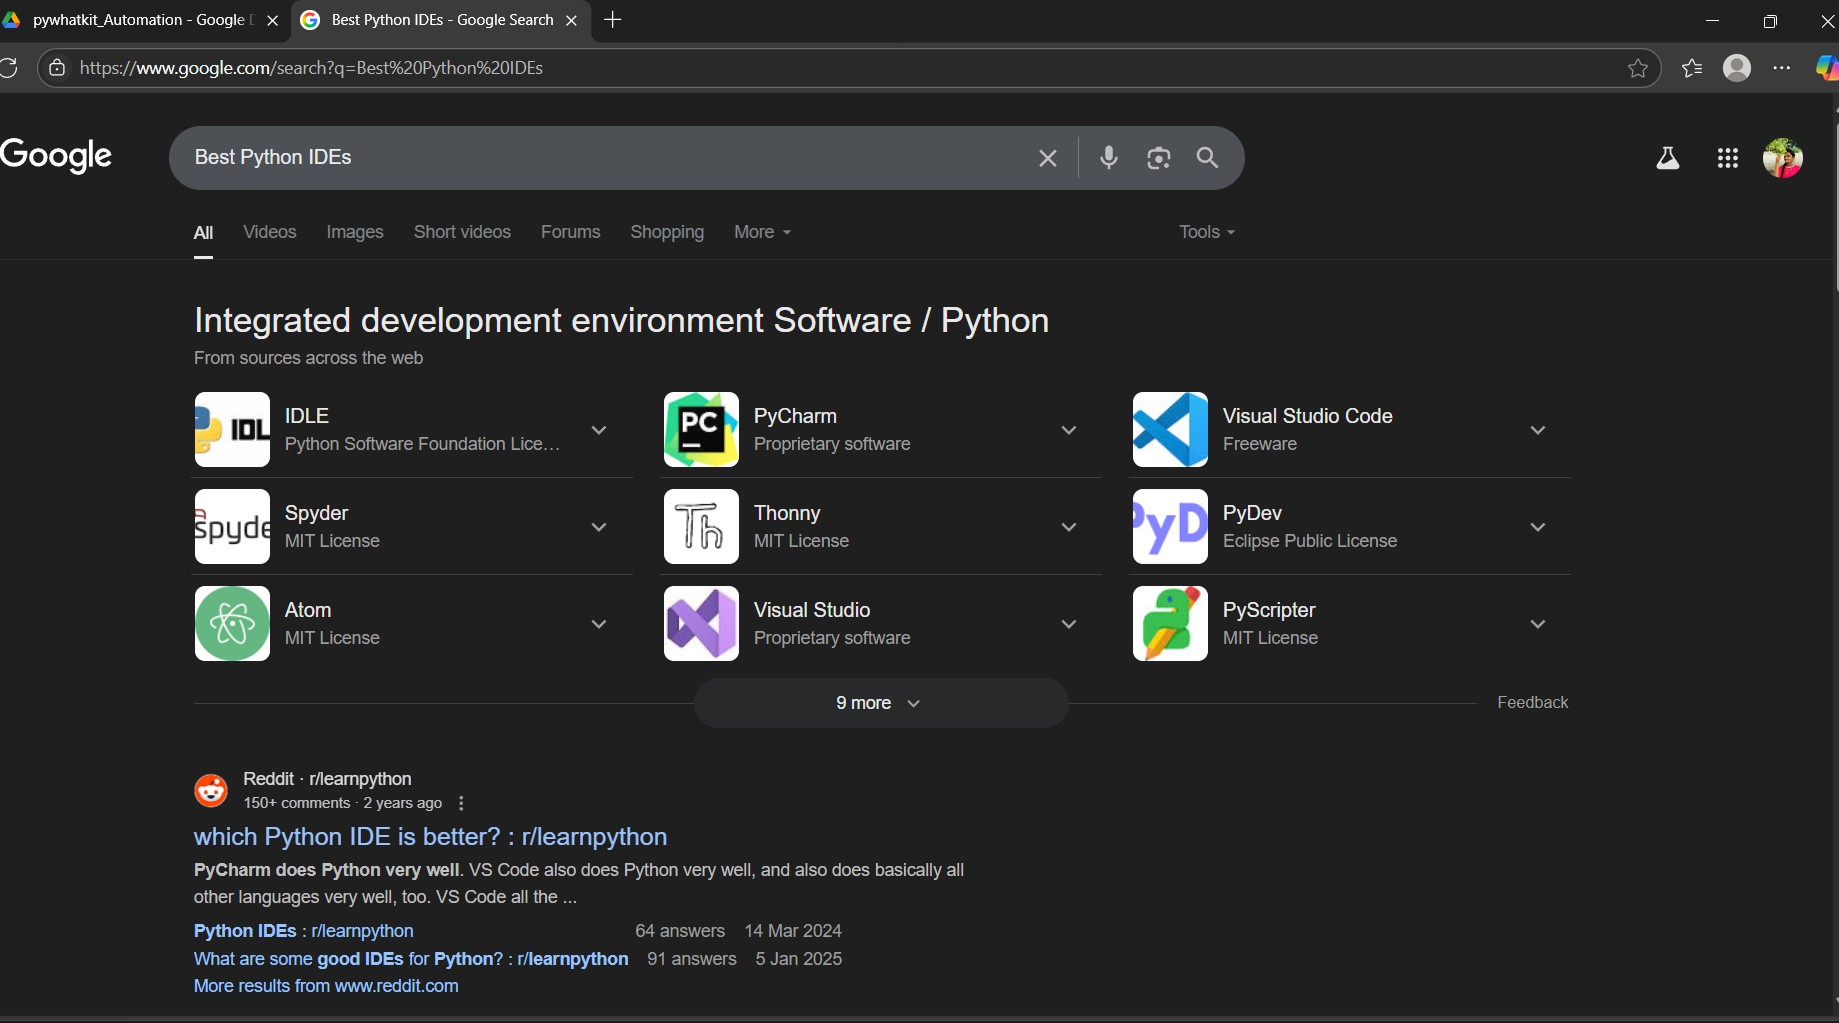 pywhatkit_Automation - Google
Best Python IDEs - Google Search
https://www.google.com/search?q=Best%20Python%20IDEs
Google
Best Python IDEs
All Videos Images Short videos Forums Shopping More Tools
Integrated development environment Software / Python
From sources across the web
IDL
IDLE
Python Software Foundation Lice...
PC
PyCharm
Proprietary software
Visual Studio Code
Freeware
spyde
Spyder
MIT License
Th
Thonny
MIT License
PyD
PyDev
Eclipse Public License
Atom
MIT License
Visual Studio
Proprietary software
PyScripter
MIT License
9 more
Feedback
Reddit · r/learnpython
150+ comments · 2 years ago
which Python IDE is better? : r/learnpython
PyCharm does Python very well. VS Code also does Python very well, and also does basically all
other languages very well, too. VS Code all the ...
Python IDEs : r/learnpython 64 answers 14 Mar 2024
What are some good IDEs for Python? : r/learnpython 91 answers 5 Jan 2025
More results from www.reddit.com